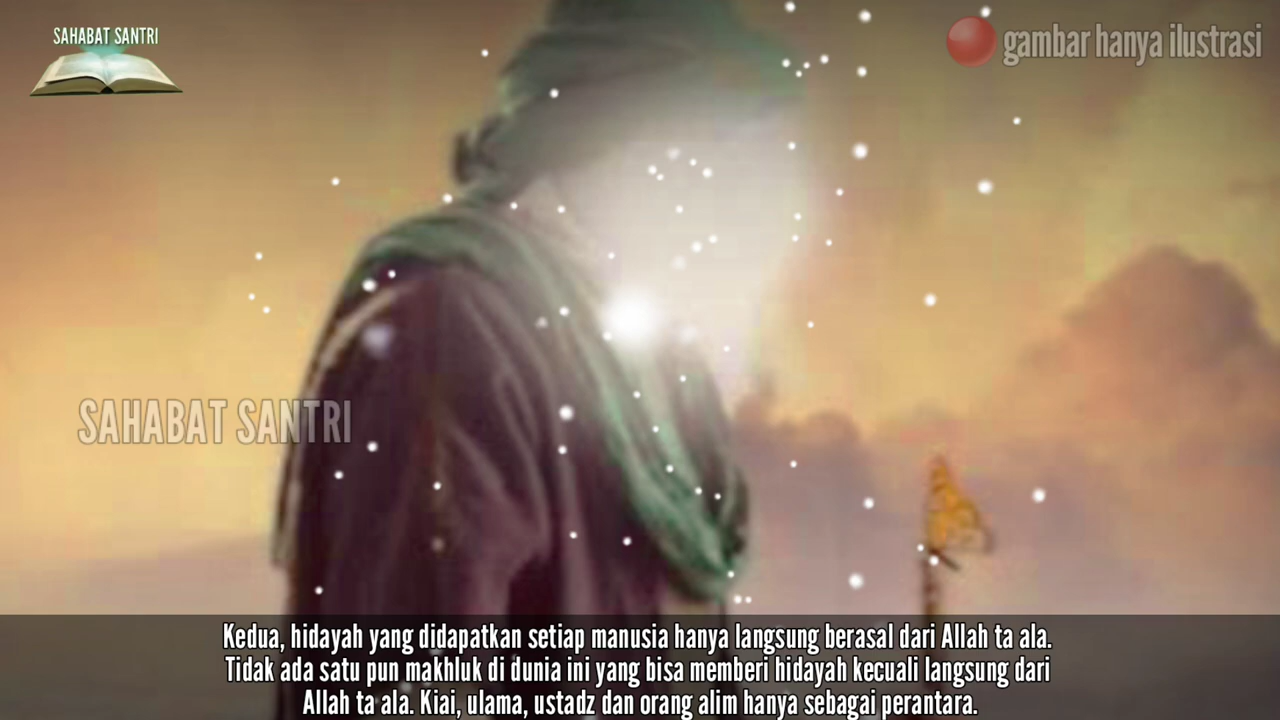 SAHABAT SANTRI
gambar hanya ilustrasi
SAHABAT SANTRI
Kedua, hidayah yang didapatkan setiap manusia hanya langsung berasal dari Allah ta ala.
Tidak ada satu pun makhluk di dunia ini yang bisa memberi hidayah kecuali langsung dari
Allah ta ala. Kiai, ulama, ustadz dan orang alim hanya sebagai perantara.